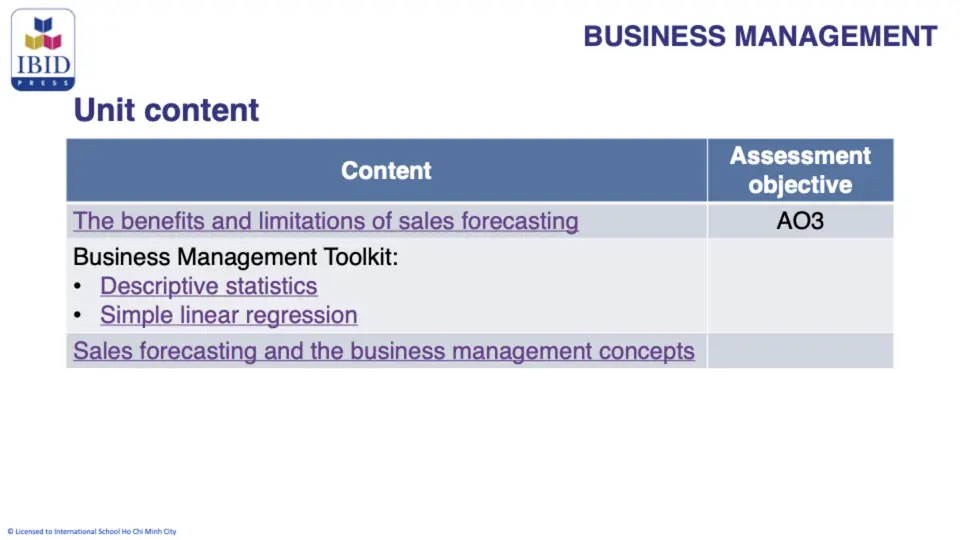 IBID
PRESS
BUSINESS MANAGEMENT
Unit content
Content
Assessment
objective
The benefits and limitations of sales forecasting
AO3
Business Management Toolkit:
• Descriptive statistics
• Simple linear regression
Sales forecasting and the business management concepts
© Licensed to International School Ho Chi Minh City